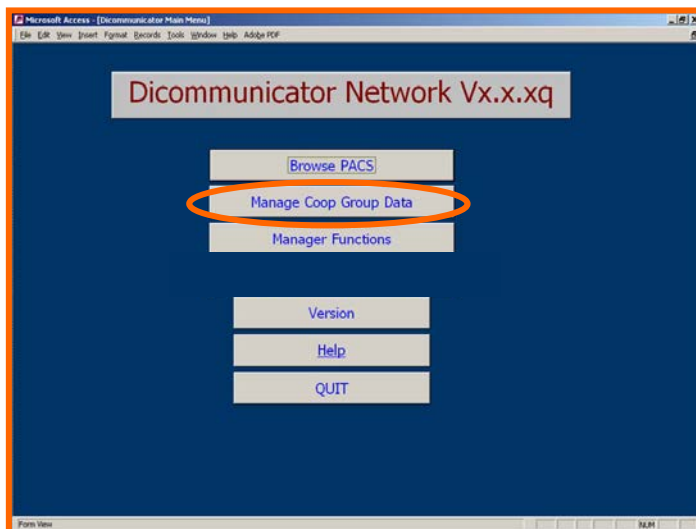 Microsoft Access - [Dicommunicator Main Menu]
File Edit View Insert Format Records Tools Window Help Adobe PDF
Dicommunicator Network Vx.x.xq
Browse PACS
Manage Coop Group Data
Manager Functions
Version
Help
QUIT
Form View NUM